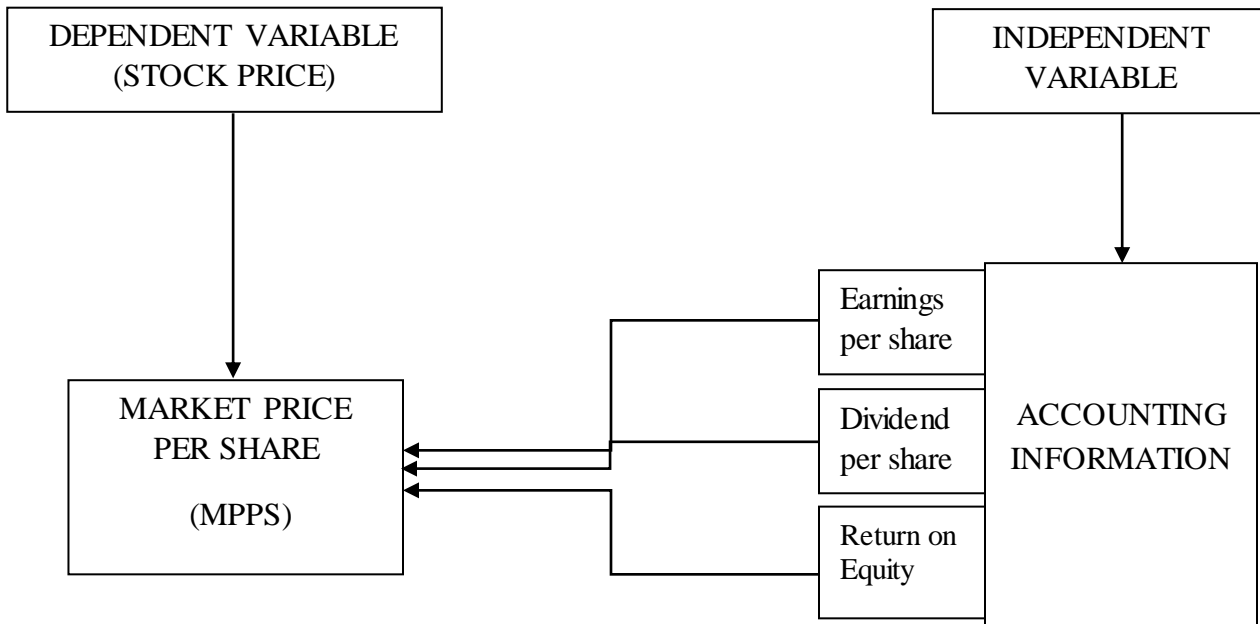 DEPENDENT VARIABLE
(STOCK PRICE)
INDEPENDENT
VARIABLE
Earnings
per share
MARKET PRICE
PER SHARE
(MPPS)
Dividend
per share
ACCOUNTING
INFORMATION
Return on
Equity